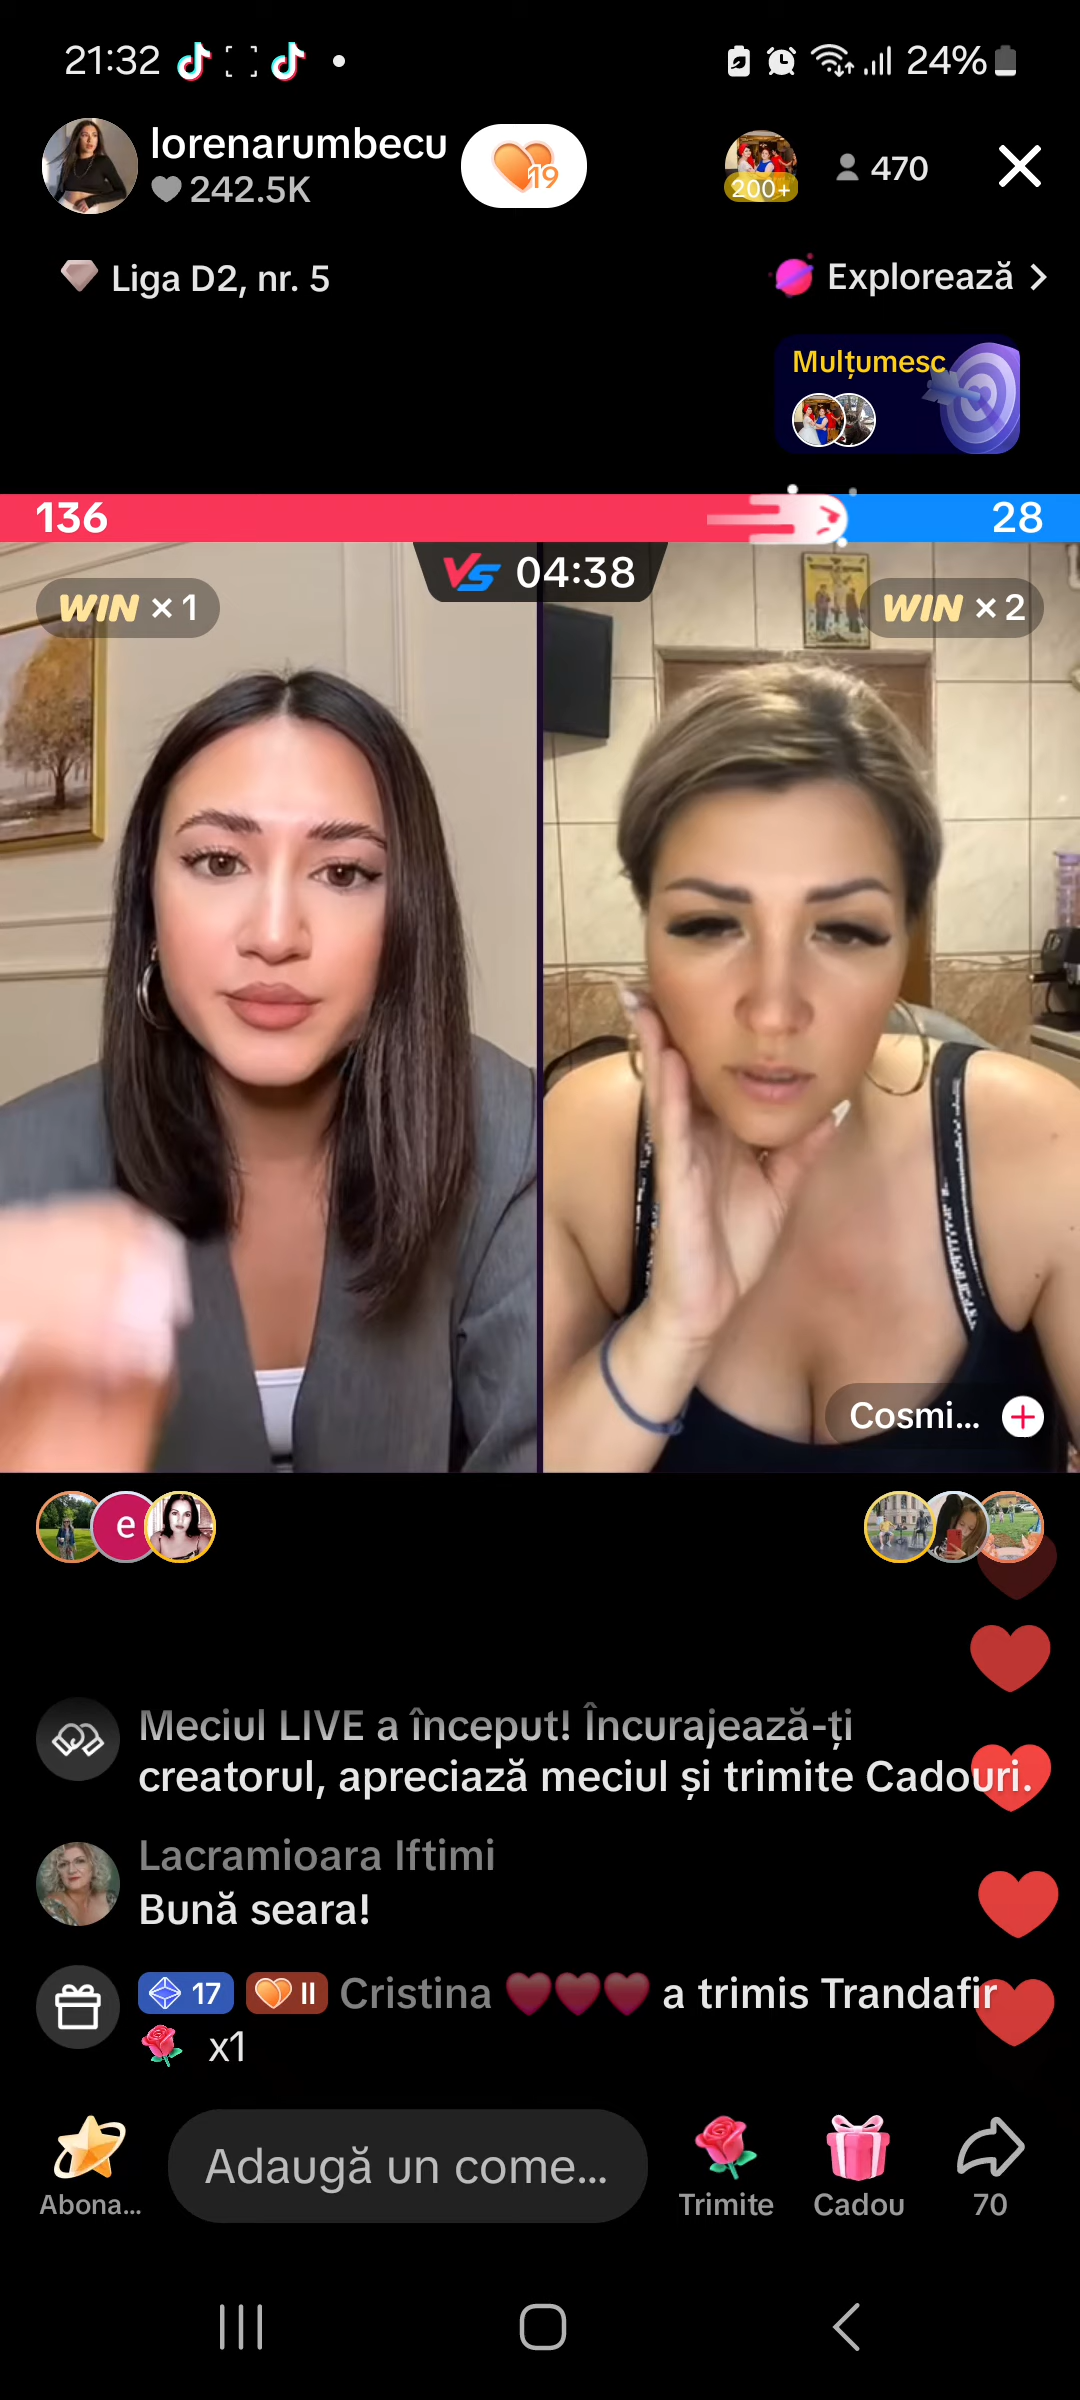 21:32
24%
lorenarumbecu
19
242.5K
200+
470
Liga D2, nr. 5
Explorează
Mulțumesc
136
28
VS 04:38
WIN × 1
WIN × 2
Cosmi...
e
Meciul LIVE a început! Încurajează-ți
creatorul, apreciază meciul și trimite Cadouri.
Lacramioara Iftimi
Bună seara!
17 II Cristina ♥♥♥ a trimis Trandafir
x1
Abona...
Adaugă un come...
Trimite
Cadou
70